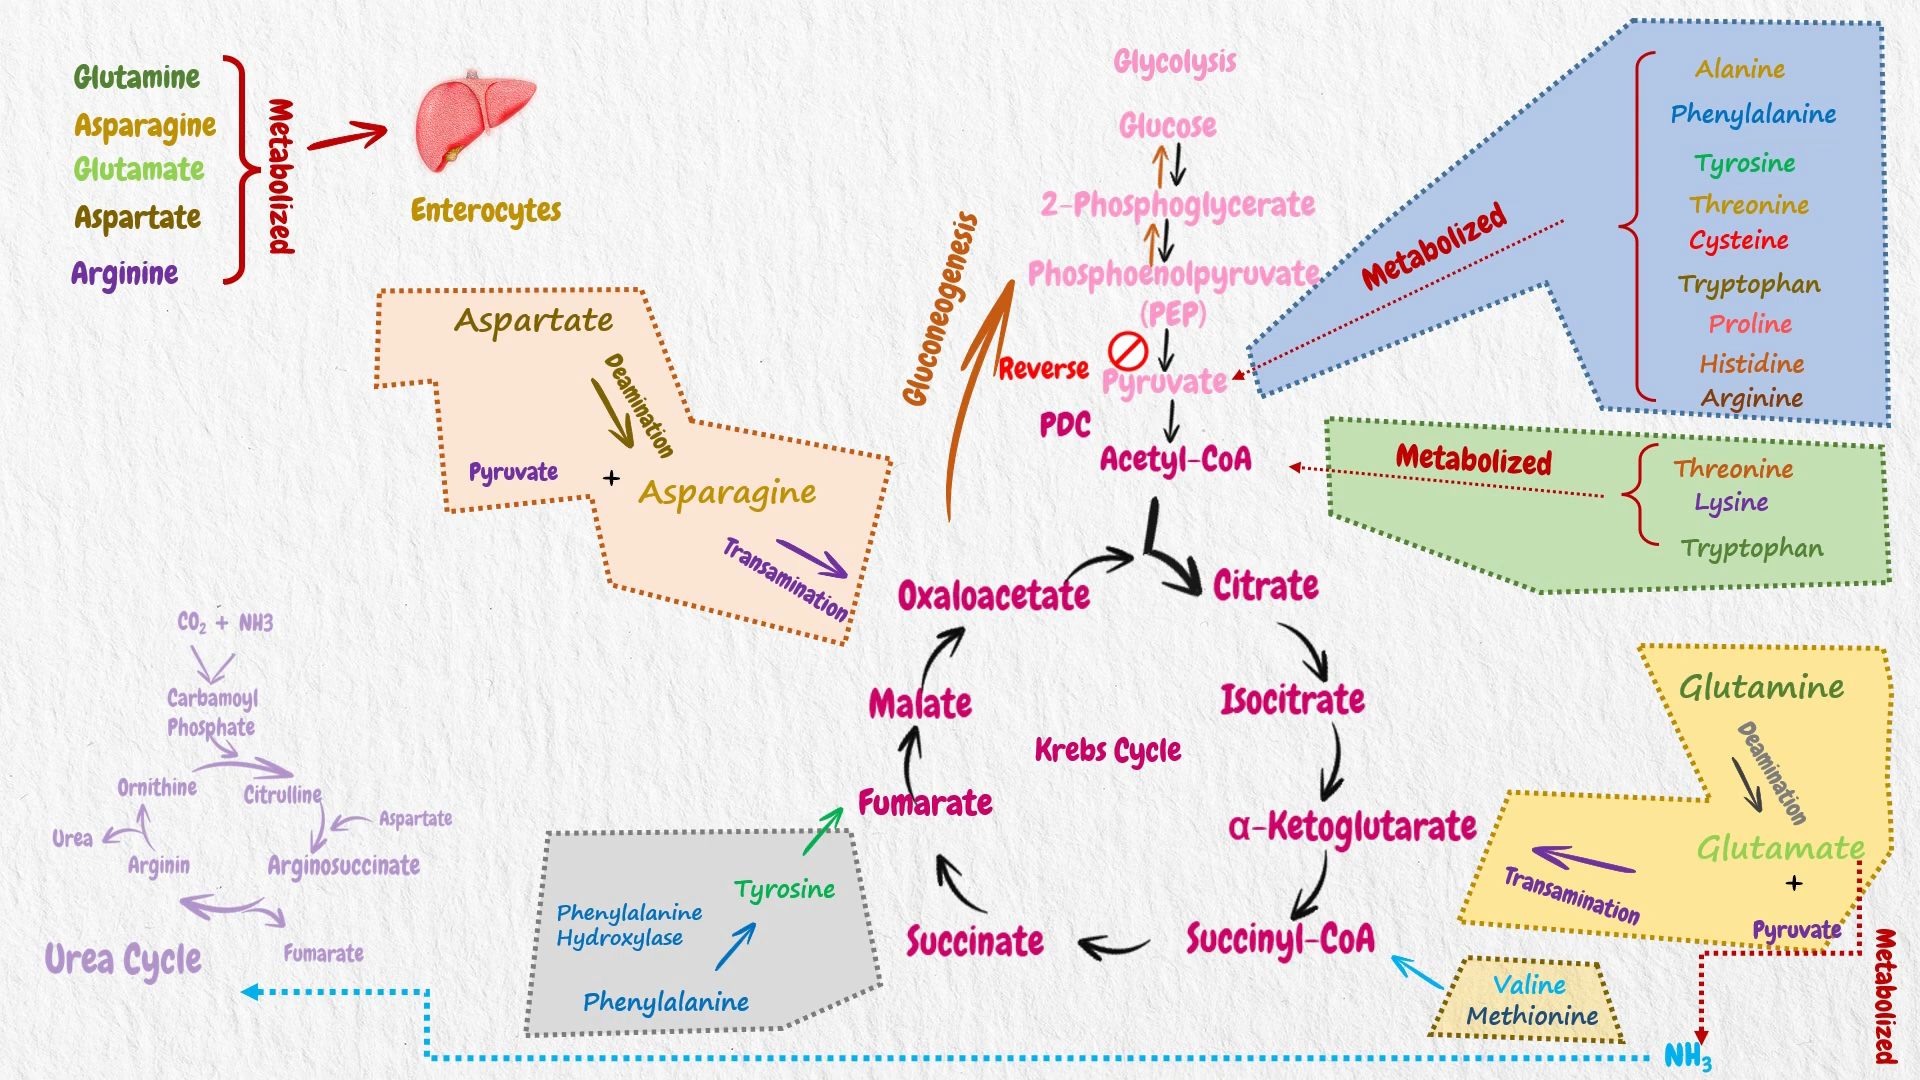 Glutamine
Asparagine
Glutamate
Aspartate
Arginine
Metabolized
Enterocytes
Glycolysis
Glucose
2-Phosphoglycerate
Phosphoenolpyruvate
(PEP)
Reverse
Pyruvate
PDC
Acetyl-CoA
Gluconeogenesis
Metabolized
Alanine
Phenylalanine
Tyrosine
Threonine
Cysteine
Tryptophan
Proline
Histidine
Arginine
Metabolized
Threonine
Lysine
Tryptophan
Aspartate
Deamination
Pyruvate + Asparagine
Transamination
Oxaloacetate
Citrate
Isocitrate
α-Ketoglutarate
Succinyl-CoA
Succinate
Fumarate
Malate
Krebs Cycle
Glutamine
Deamination
Glutamate
+
Pyruvate
Transamination
Metabolized
Valine
Methionine
NH₃
Tyrosine
Phenylalanine
Hydroxylase
Phenylalanine
CO₂ + NH3
Carbamoyl
Phosphate
Ornithine
Citrulline
Aspartate
Urea
Arginin
Arginosuccinate
Fumarate
Urea Cycle